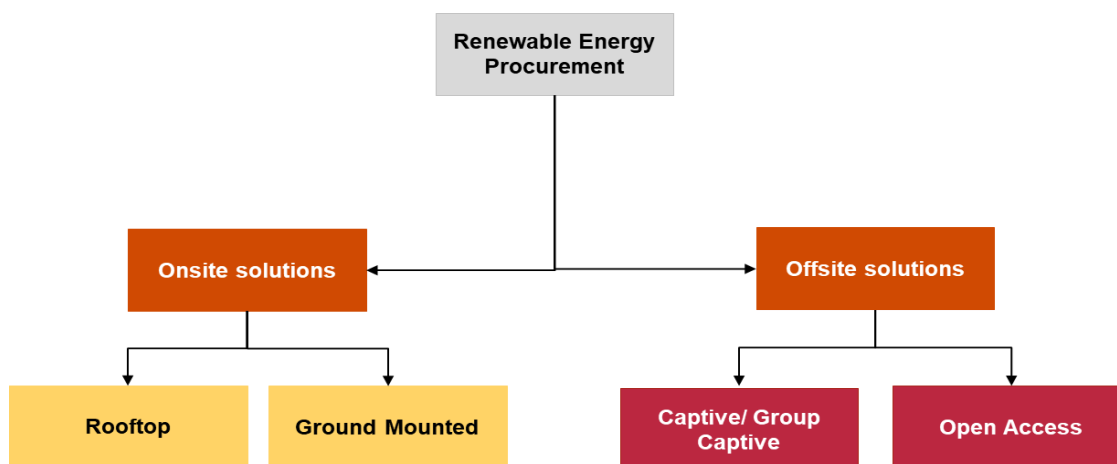 Renewable Energy
Procurement
Onsite solutions
Offsite solutions
Rooftop
Ground Mounted
Captive/ Group
Captive
Open Access